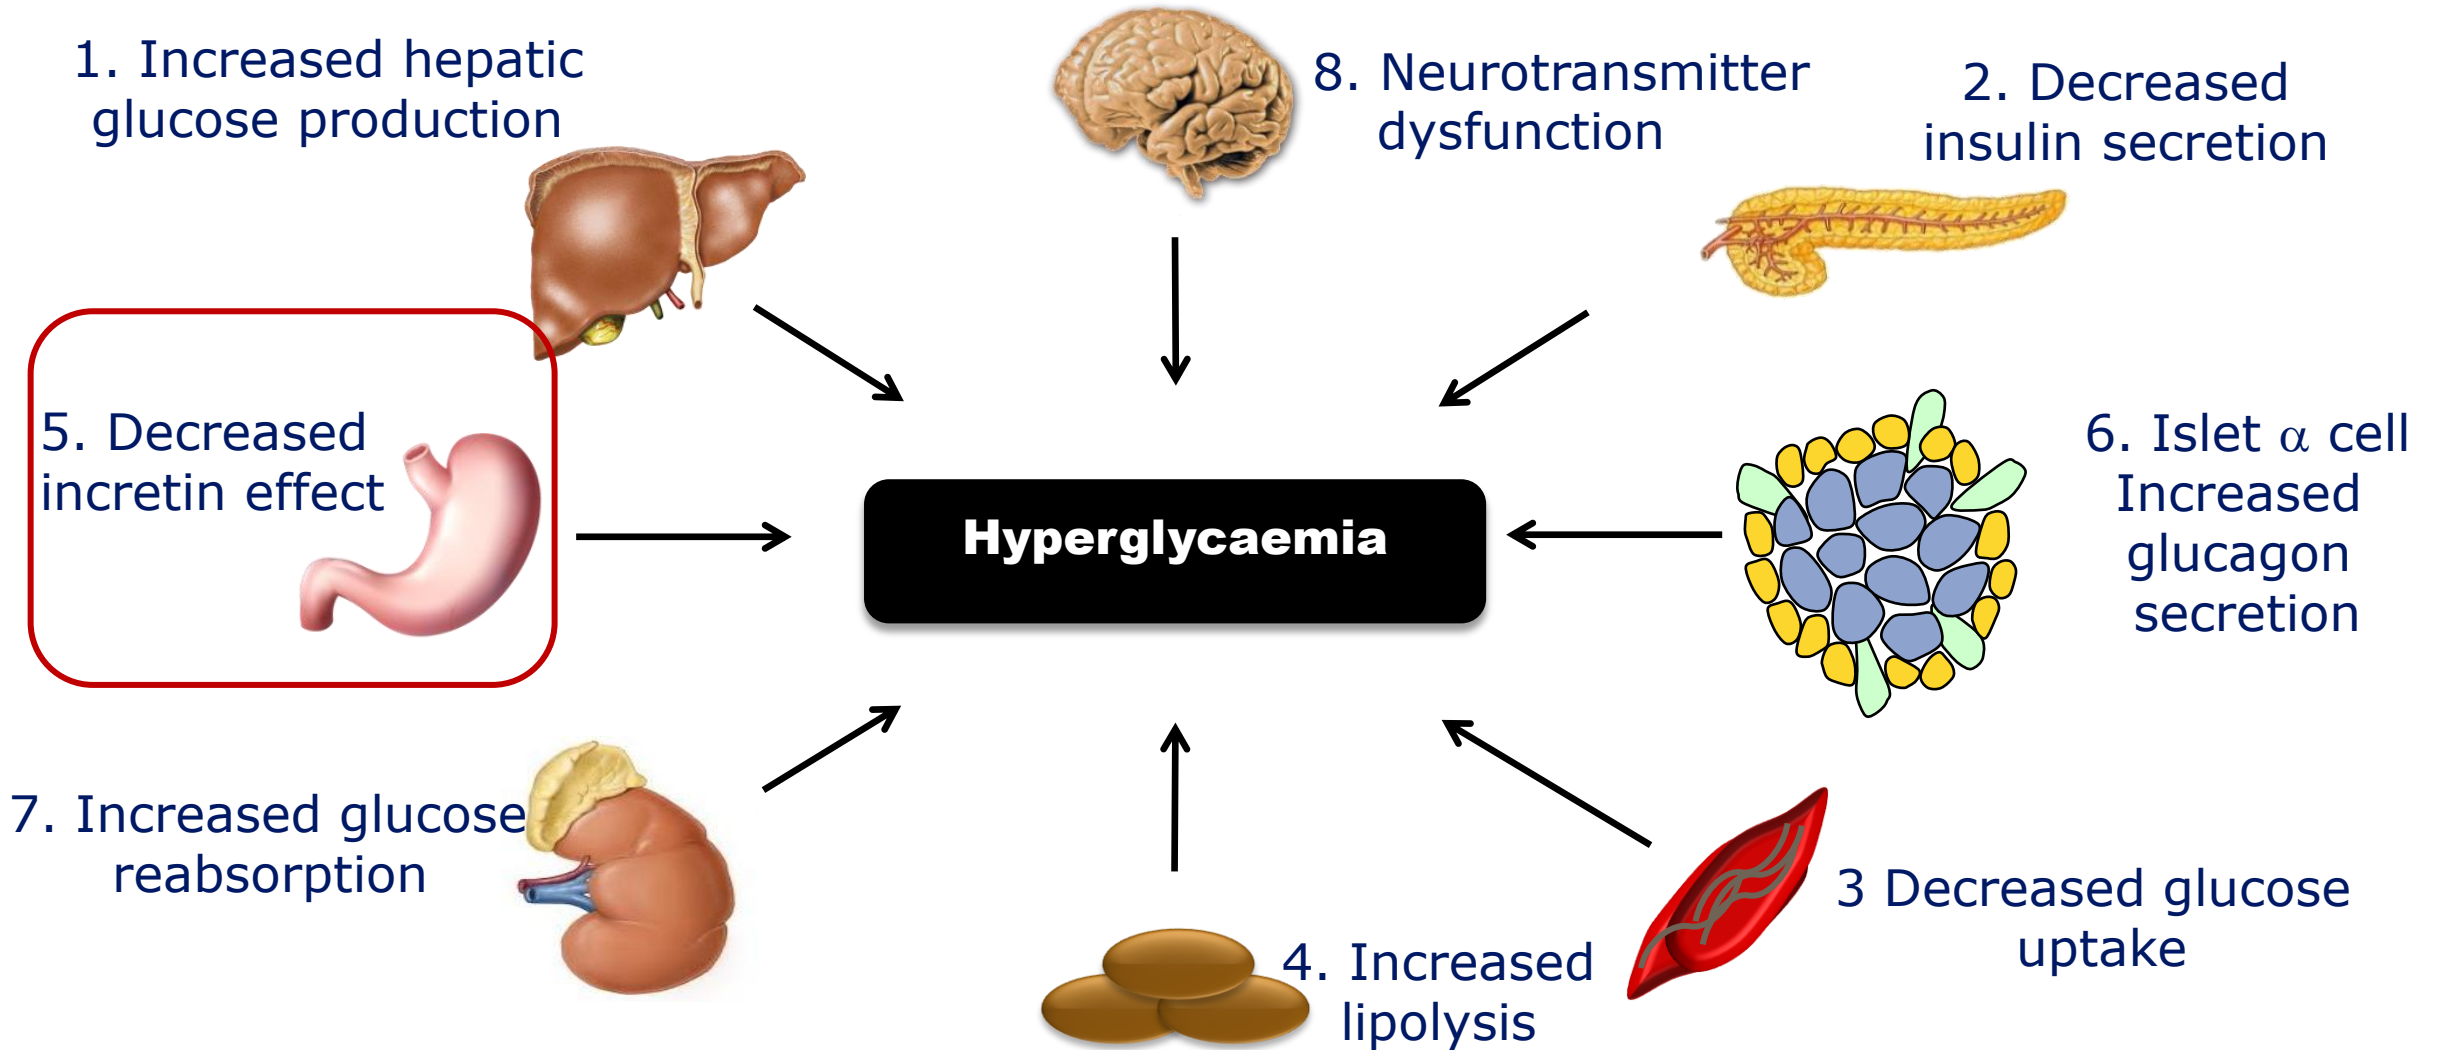 1. Increased hepatic
glucose production
8. Neurotransmitter
dysfunction
2. Decreased
insulin secretion
5. Decreased
incretin effect
Hyperglycaemia
6. Islet α cell
Increased
glucagon
secretion
7. Increased glucose
reabsorption
4. Increased
lipolysis
3 Decreased glucose
uptake